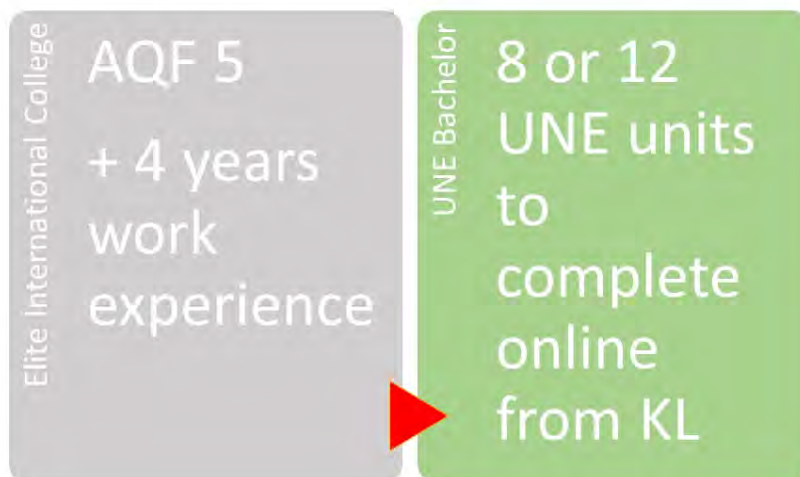 Elite International College
AQF 5
+ 4 years
work
experience
UNE Bachelor
8 or 12
UNE units
to
complete
online
from KL